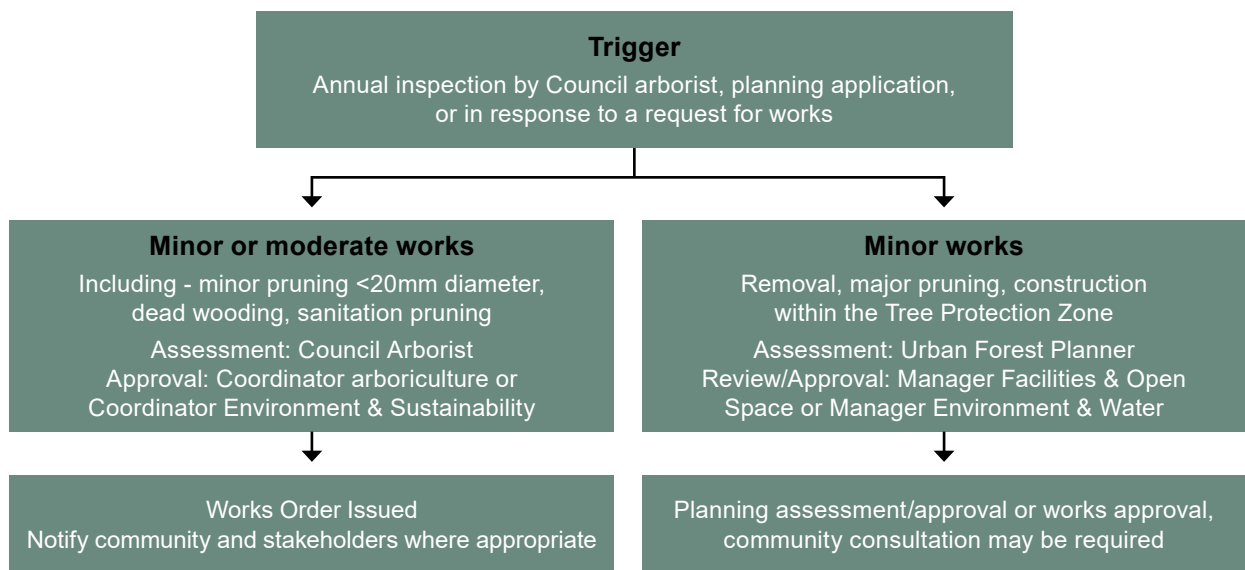 Trigger
Annual inspection by Council arborist, planning application,
or in response to a request for works
Minor or moderate works
Including - minor pruning <20mm diameter,
dead wooding, sanitation pruning
Assessment: Council Arborist
Approval: Coordinator arboriculture or
Coordinator Environment & Sustainability
Minor works
Removal, major pruning, construction
within the Tree Protection Zone
Assessment: Urban Forest Planner
Review/Approval: Manager Facilities & Open
Space or Manager Environment & Water
Works Order Issued
Notify community and stakeholders where appropriate
Planning assessment/approval or works approval,
community consultation may be required